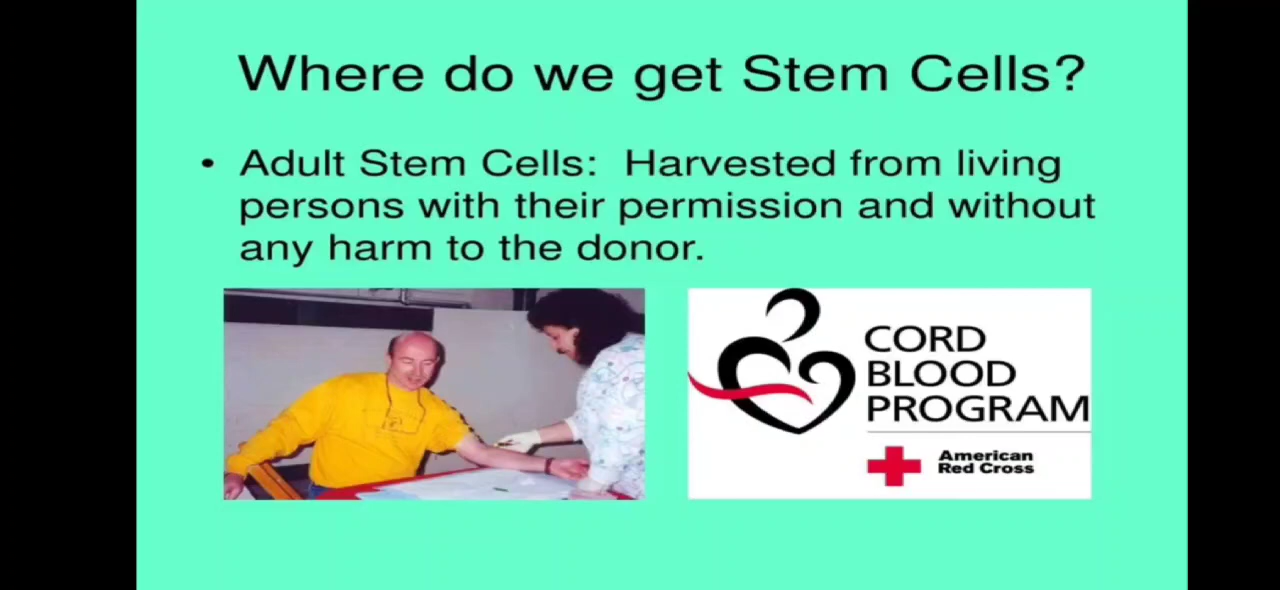 Where do we get Stem Cells?
• Adult Stem Cells: Harvested from living
persons with their permission and without
any harm to the donor.
CORD
BLOOD
PROGRAM
American
Red Cross